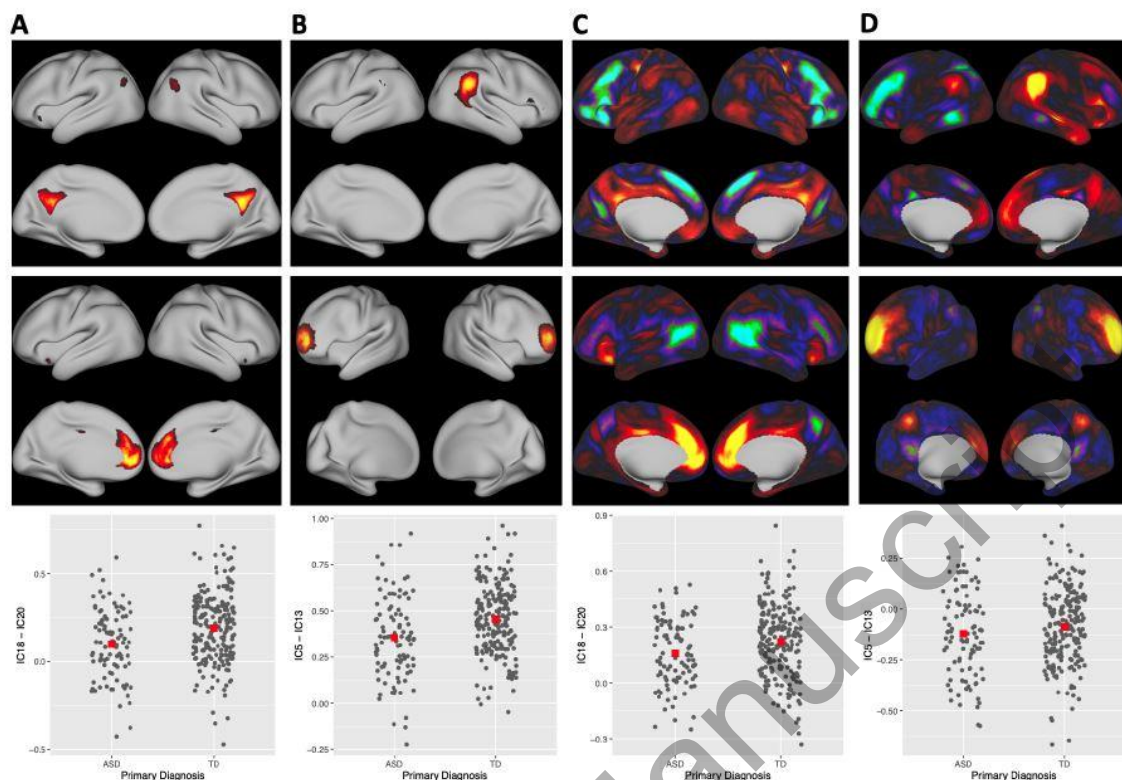 A B C D
IC18 – IC20
0.5
0.0
−0.5
ASD TD
Primary Diagnosis
IC5 – IC13
1.00
0.75
0.50
0.25
0.00
−0.25
ASD TD
Primary Diagnosis
IC18 – IC20
0.9
0.6
0.3
0.0
−0.3
ASD TD
Primary Diagnosis
IC5 – IC13
0.25
0.00
−0.25
−0.50
ASD TD
Primary Diagnosis
anuscrip